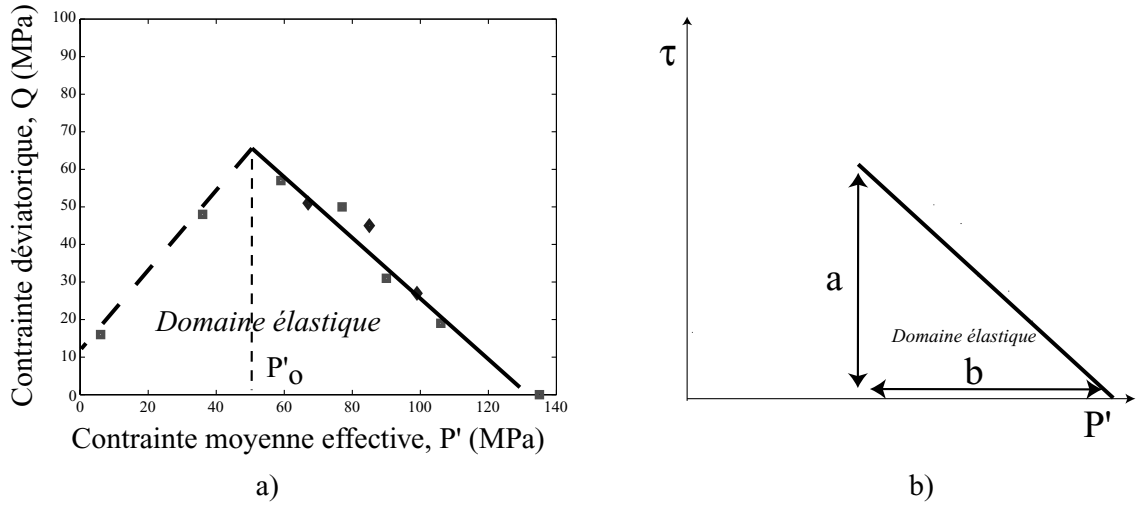 Contrainte déviatorique, Q (MPa)
100
90
80
70
60
50
40
30
20
10
0
Domaine élastique
P'o
0 20 40 60 80 100 120 140
Contrainte moyenne effective, P' (MPa)
a)
τ
a
Domaine élastique
b
P'
b)